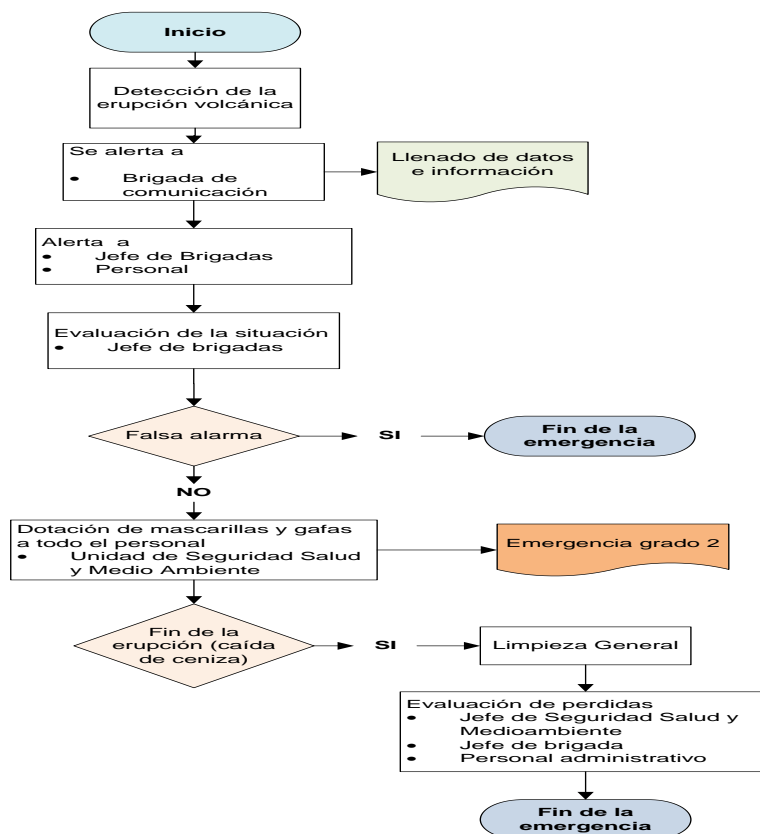 Inicio
Detección de la
erupción volcánica
Se alerta a
• Brigada de
comunicación
Llenado de datos
e información
Alerta a
• Jefe de Brigadas
• Personal
Evaluación de la situación
• Jefe de brigadas
Falsa alarma
SI
Fin de la
emergencia
NO
Dotación de mascarillas y gafas
a todo el personal
• Unidad de Seguridad Salud
y Medio Ambiente
Emergencia grado 2
Fin de la
erupción (caída
de ceniza)
SI
Limpieza General
Evaluación de perdidas
• Jefe de Seguridad Salud y
Medioambiente
• Jefe de brigada
• Personal administrativo
Fin de la
emergencia